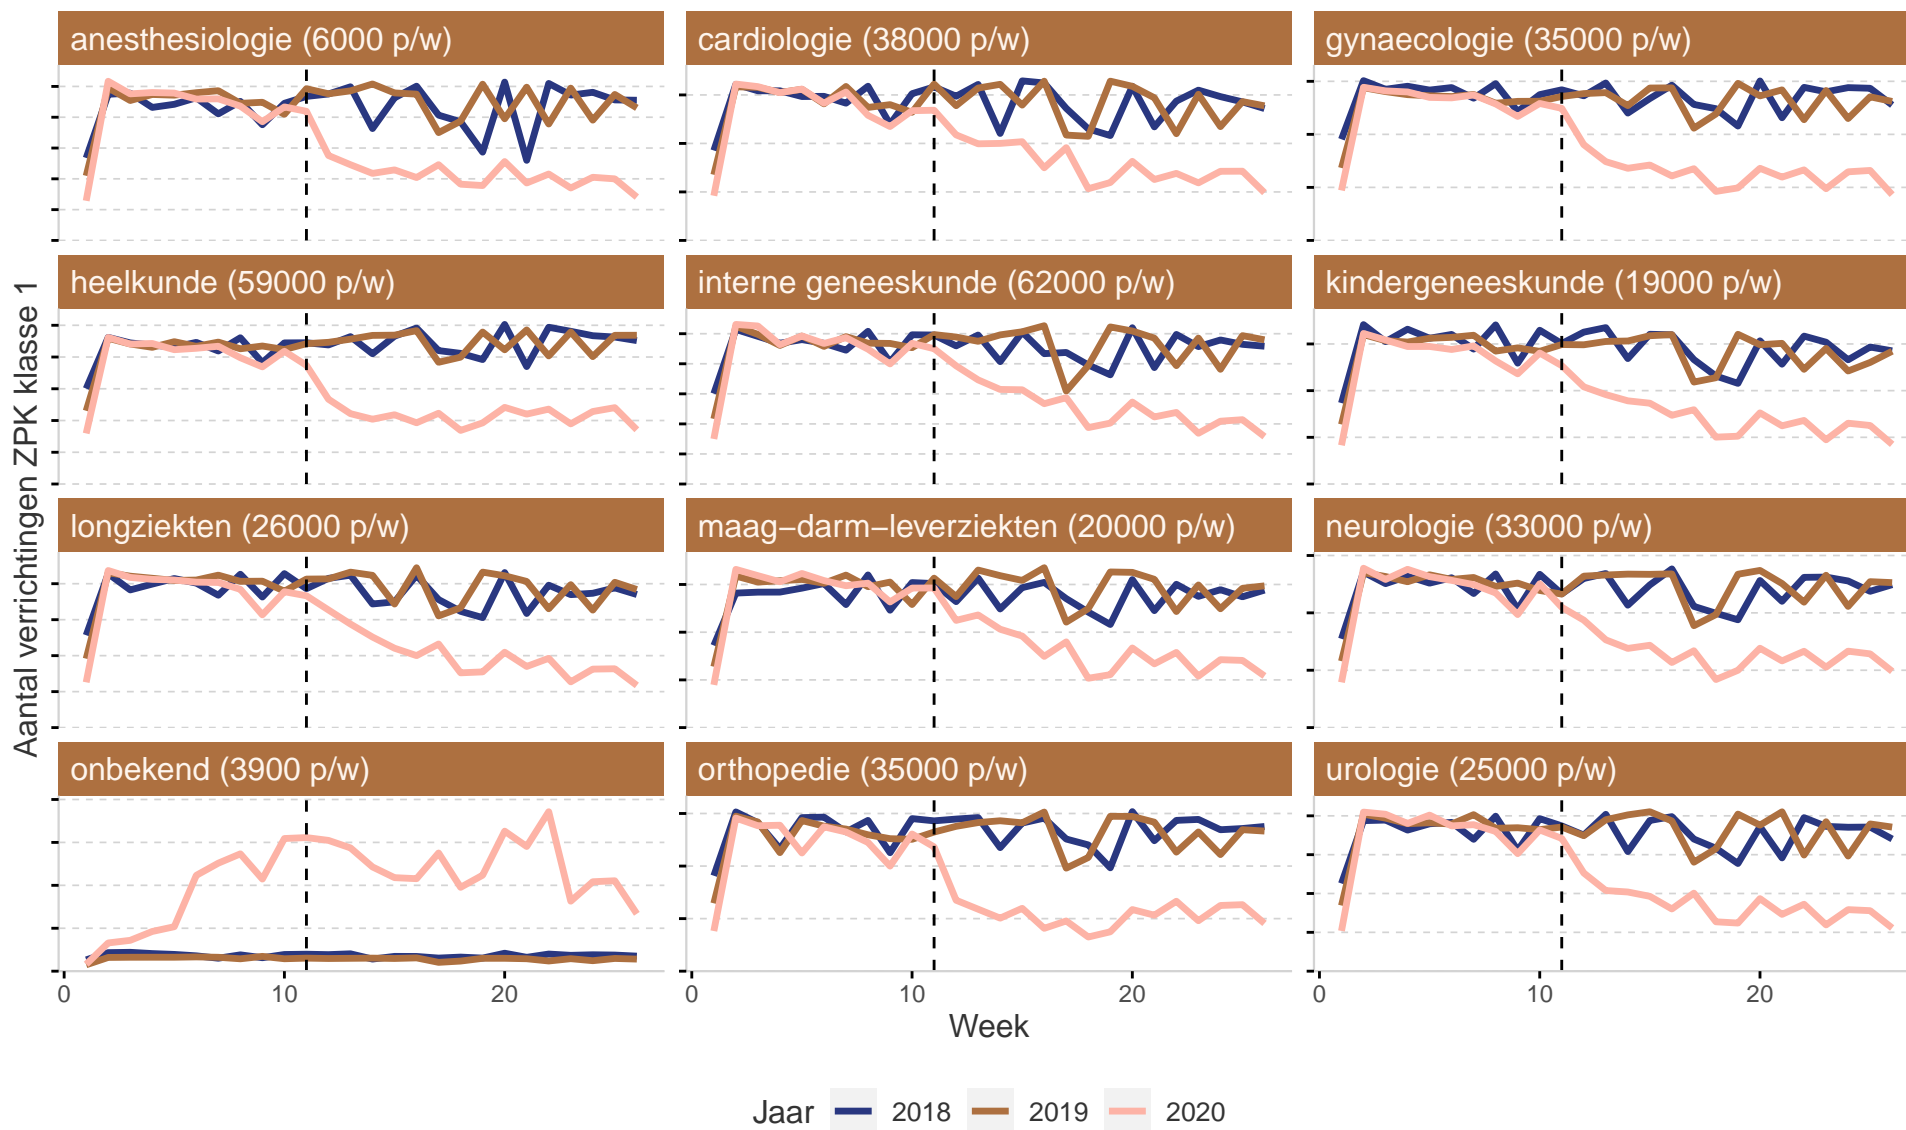 anesthesiologie (6000 p/w)
cardiologie (38000 p/w)
gynaecologie (35000 p/w)
heelkunde (59000 p/w)
interne geneeskunde (62000 p/w)
kindergeneeskunde (19000 p/w)
longziekten (26000 p/w)
maag−darm−leverziekten (20000 p/w)
neurologie (33000 p/w)
onbekend (3900 p/w)
orthopedie (35000 p/w)
urologie (25000 p/w)
Aantal verrichtingen ZPK klasse 1
0 10 20
0 10 20
0 10 20
Week
Jaar 2018 2019 2020